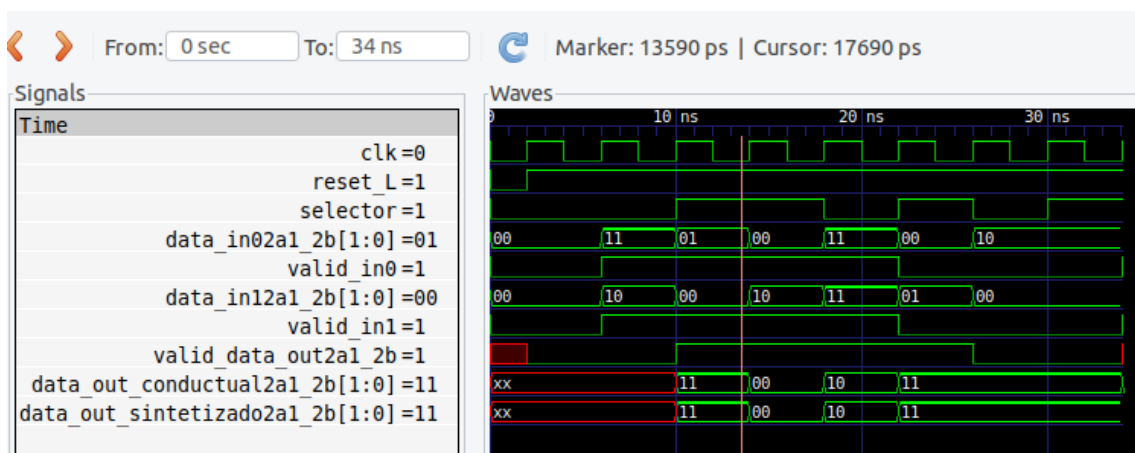 From: 0 sec To: 34 ns Marker: 13590 ps | Cursor: 17690 ps
Signals Waves
Time 0 10 ns 20 ns 30 ns
clk=0
reset_L=1
selector=1
data_in02a1_2b[1:0]=01 00 11 01 00 11 00 10
valid_in0=1
data_in12a1_2b[1:0]=00 00 10 00 10 11 01 00
valid_in1=1
valid_data_out2a1_2b=1
data_out_conductual2a1_2b[1:0]=11 xx 11 00 10 11
data_out_sintetizado2a1_2b[1:0]=11 xx 11 00 10 11